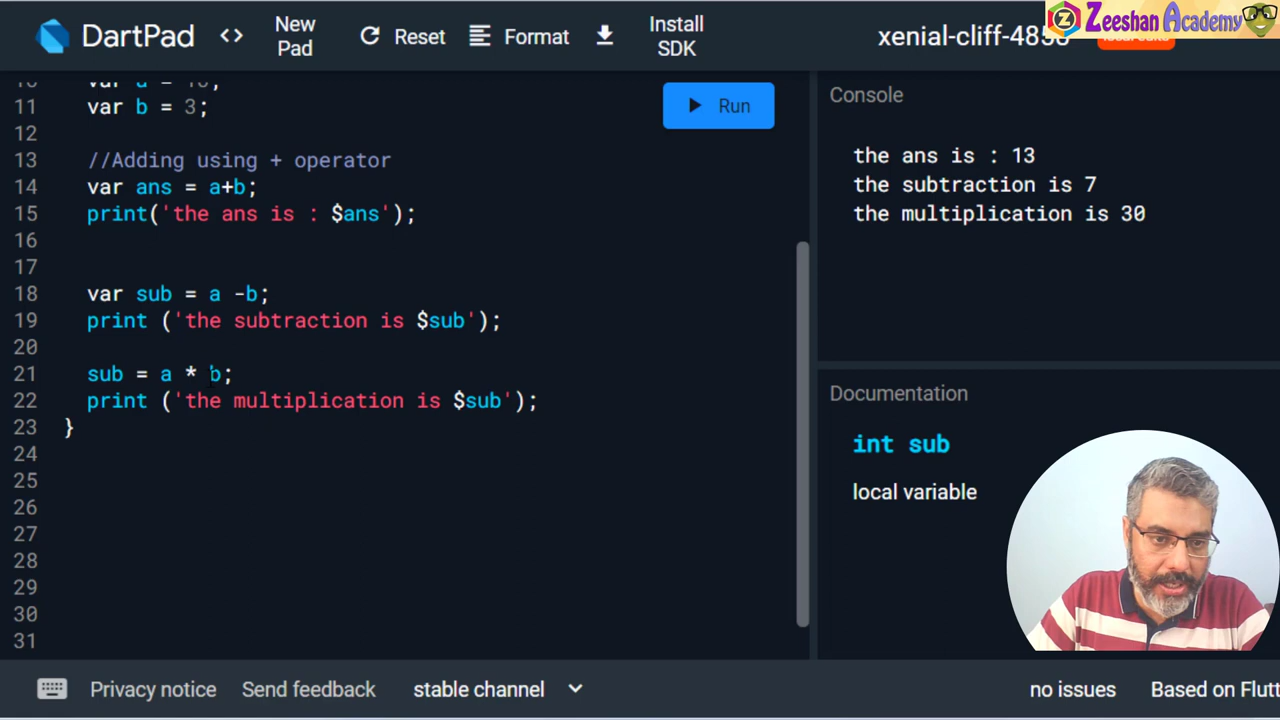 Zeeshan Academy
DartPad <> New Pad Reset Format Install SDK xenial-cliff-485
11 var b = 3;
12
13 //Adding using + operator
14 var ans = a+b;
15 print('the ans is : $ans');
16
17
18 var sub = a -b;
19 print ('the subtraction is $sub');
20
21 sub = a * b;
22 print ('the multiplication is $sub');
23 }
24
25
26
27
28
29
30
31
Run
Console
the ans is : 13
the subtraction is 7
the multiplication is 30
Documentation
int sub
local variable
Privacy notice Send feedback stable channel no issues Based on Flutt